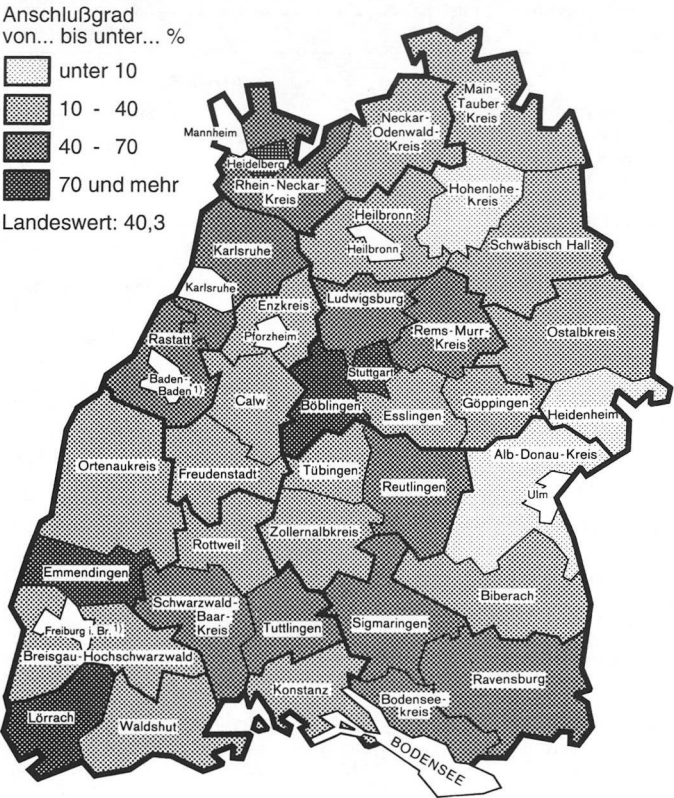 Anschlußgrad
von... bis unter... %
unter 10
10 - 40
40 - 70
70 und mehr
Landeswert: 40,3
Main-
Tauber-
Kreis
Neckar-
Odenwald-
Kreis
Mannheim
Heidelberg
Rhein-Neckar-
Kreis
Hohenlohe-
Kreis
Heilbronn
Heilbronn
Schwäbisch Hall
Karlsruhe
Karlsruhe
Enzkreis
Ludwigsburg
Pforzheim
Rems-Murr-
Kreis
Ostalbkreis
Rastatt
Baden-
Baden 1)
Stuttgart
Calw
Böblingen
Esslingen
Göppingen
Heidenheim
Alb-Donau-Kreis
Ortenaukreis
Freudenstadt
Tübingen
Reutlingen
Ulm
Rottweil
Zollernalbkreis
Emmendingen
Biberach
Schwarzwald-
Baar-
Kreis
Freiburg i. Br. 1)
Tuttlingen
Sigmaringen
Breisgau-Hochschwarzwald
Ravensburg
Konstanz
Bodensee-
kreis
Lörrach
Waldshut
BODENSEE